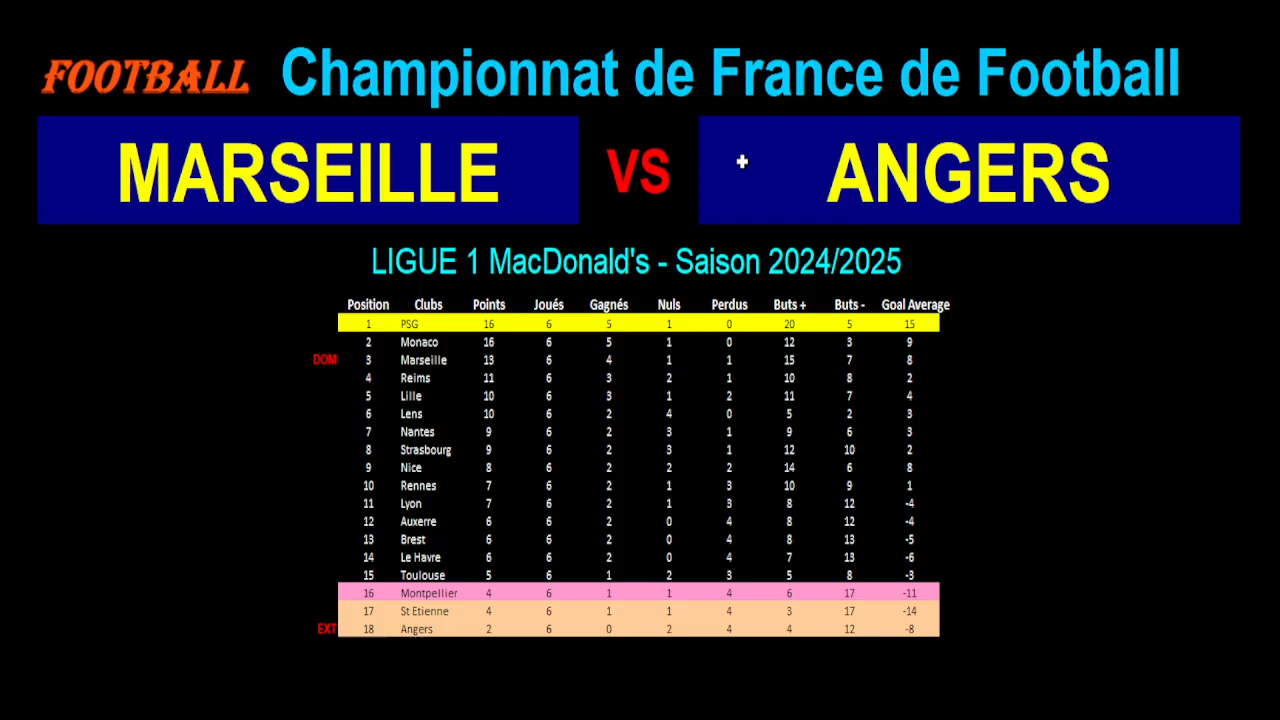 FOOTBALL Championnat de France de Football
MARSEILLE VS ANGERS
LIGUE 1 MacDonald's - Saison 2024/2025
Position Clubs Points Joués Gagnés Nuls Perdus Buts + Buts - Goal Average
1 PSG 16 6 5 1 0 20 5 15
2 Monaco 16 6 5 1 0 12 3 9
DOM 3 Marseille 13 6 4 1 1 15 7 8
4 Reims 11 6 3 2 1 10 8 2
5 Lille 10 6 3 1 2 11 7 4
6 Lens 10 6 2 4 0 5 2 3
7 Nantes 9 6 2 3 1 9 6 3
8 Strasbourg 9 6 2 3 1 12 10 2
9 Nice 8 6 2 2 2 14 6 8
10 Rennes 7 6 2 1 3 10 9 1
11 Lyon 7 6 2 1 3 8 12 -4
12 Auxerre 6 6 2 0 4 8 12 -4
13 Brest 6 6 2 0 4 8 13 -5
14 Le Havre 6 6 2 0 4 7 13 -6
15 Toulouse 5 6 1 2 3 5 8 -3
16 Montpellier 4 6 1 1 4 6 17 -11
17 St Etienne 4 6 1 1 4 3 17 -14
EXT 18 Angers 2 6 0 2 4 4 12 -8